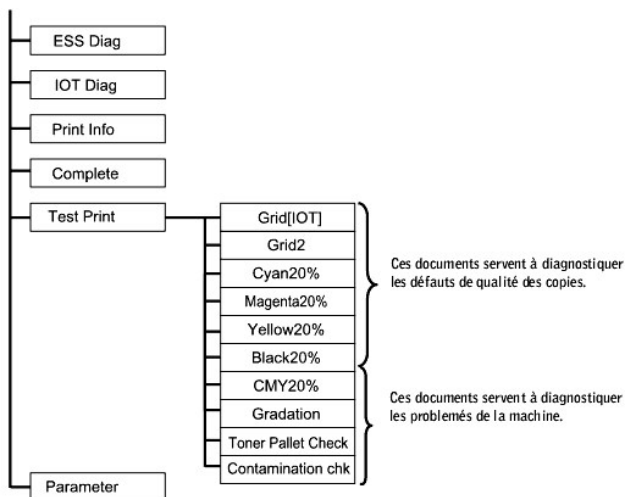 ESS Diag
IOT Diag
Print Info
Complete
Test Print
Grid[IOT]
Grid2
Cyan20%
Magenta20%
Yellow20%
Black20%
CMY20%
Gradation
Toner Pallet Check
Contamination chk
Ces documents servent à diagnostiquer
les défauts de qualité des copies.
Ces documents servent à diagnostiquer
les problemés de la machine.
Parameter